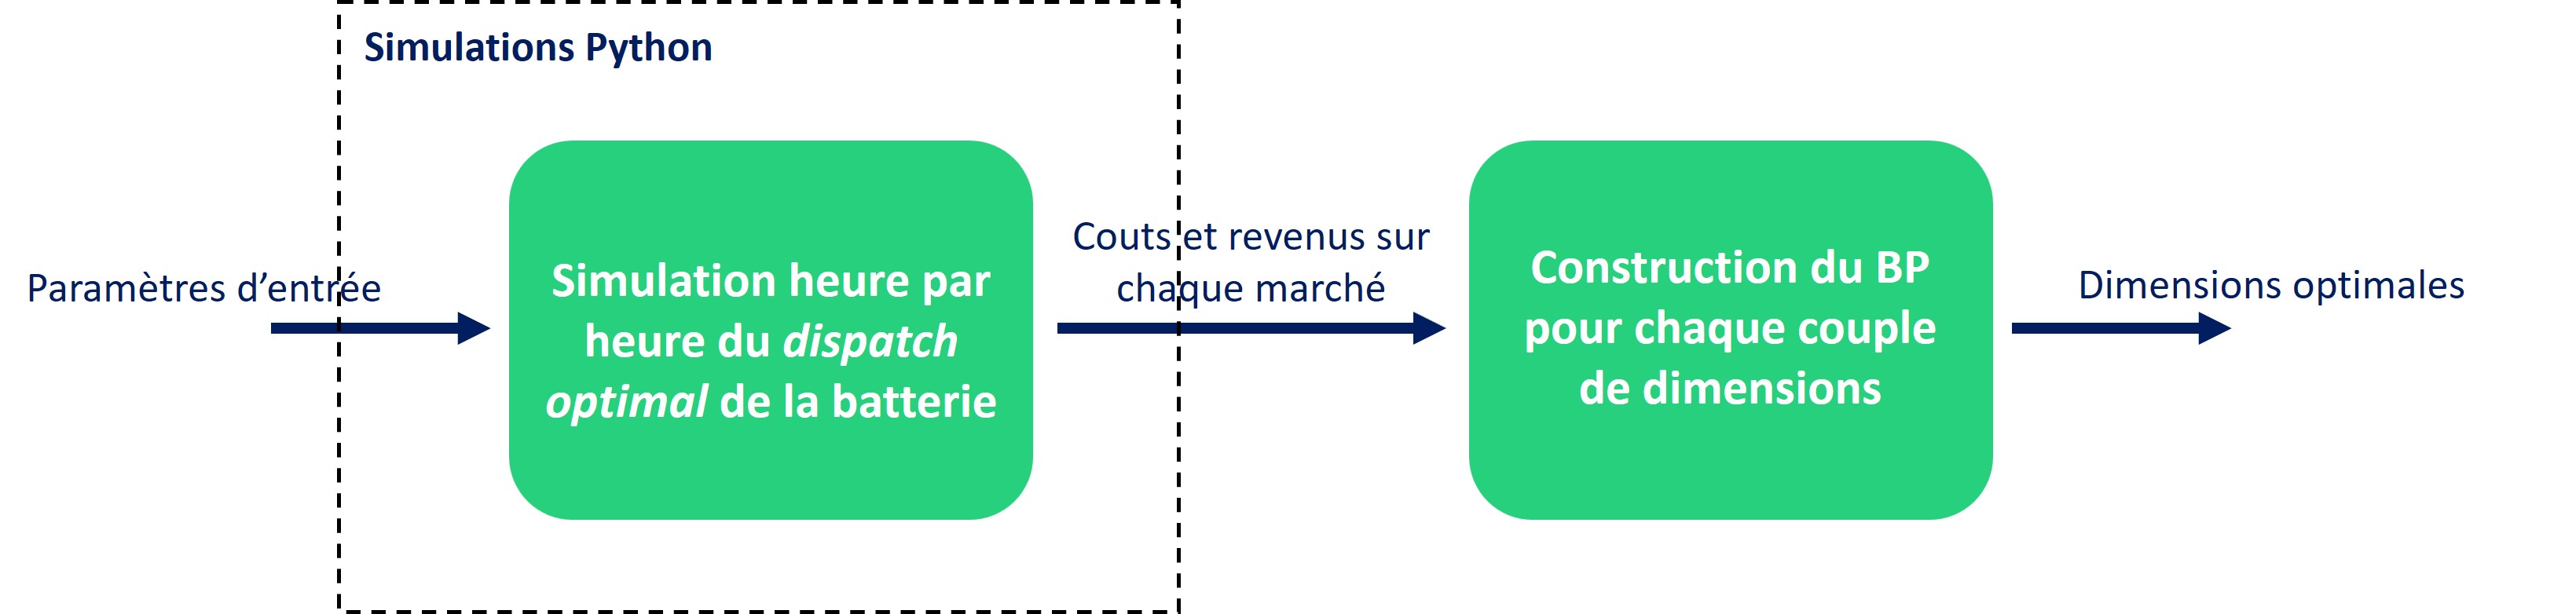 Simulations Python
Paramètres d’entrée
Simulation heure par
heure du dispatch
optimal de la batterie
Couts et revenus sur
chaque marché
Construction du BP
pour chaque couple
de dimensions
Dimensions optimales